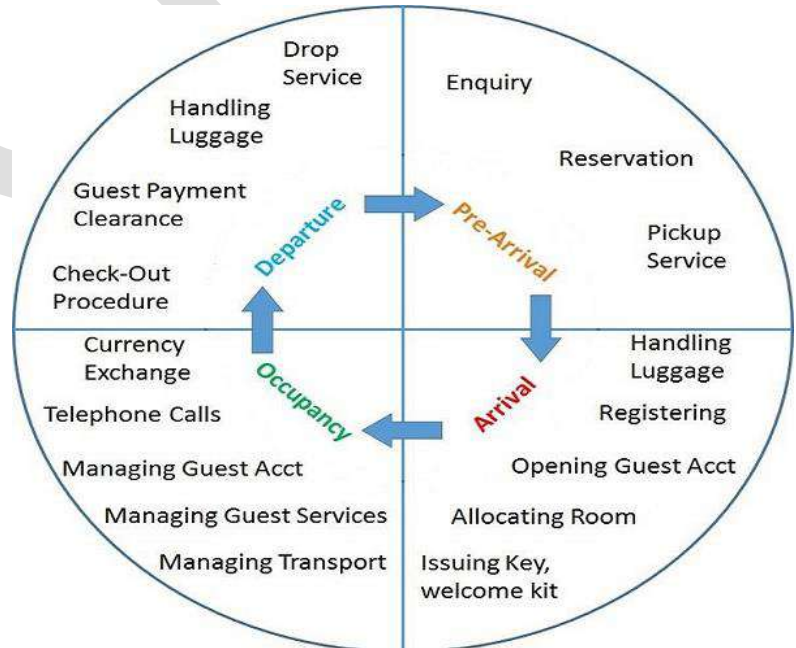 Drop
Service
Handling
Luggage
Guest Payment
Clearance
Check-Out
Procedure
Departure
Enquiry
Reservation
Pickup
Service
Pre-Arrival
Handling
Luggage
Registering
Opening Guest Acct
Allocating Room
Issuing Key,
welcome kit
Arrival
Currency
Exchange
Telephone Calls
Managing Guest Acct
Managing Guest Services
Managing Transport
Occupancy